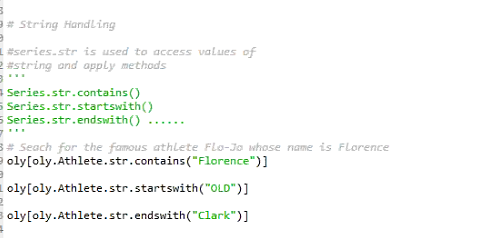 # String Handling
#series.str is used to access values of
#string and apply methods
'''
Series.str.contains()
Series.str.startswith()
Series.str.endswith() ......
'''
# Seach for the famous athlete Flo-Jo whose name is Florence
oly[oly.Athlete.str.contains("Florence")]
oly[oly.Athlete.str.startswith("OLD")]
oly[oly.Athlete.str.endswith("Clark")]